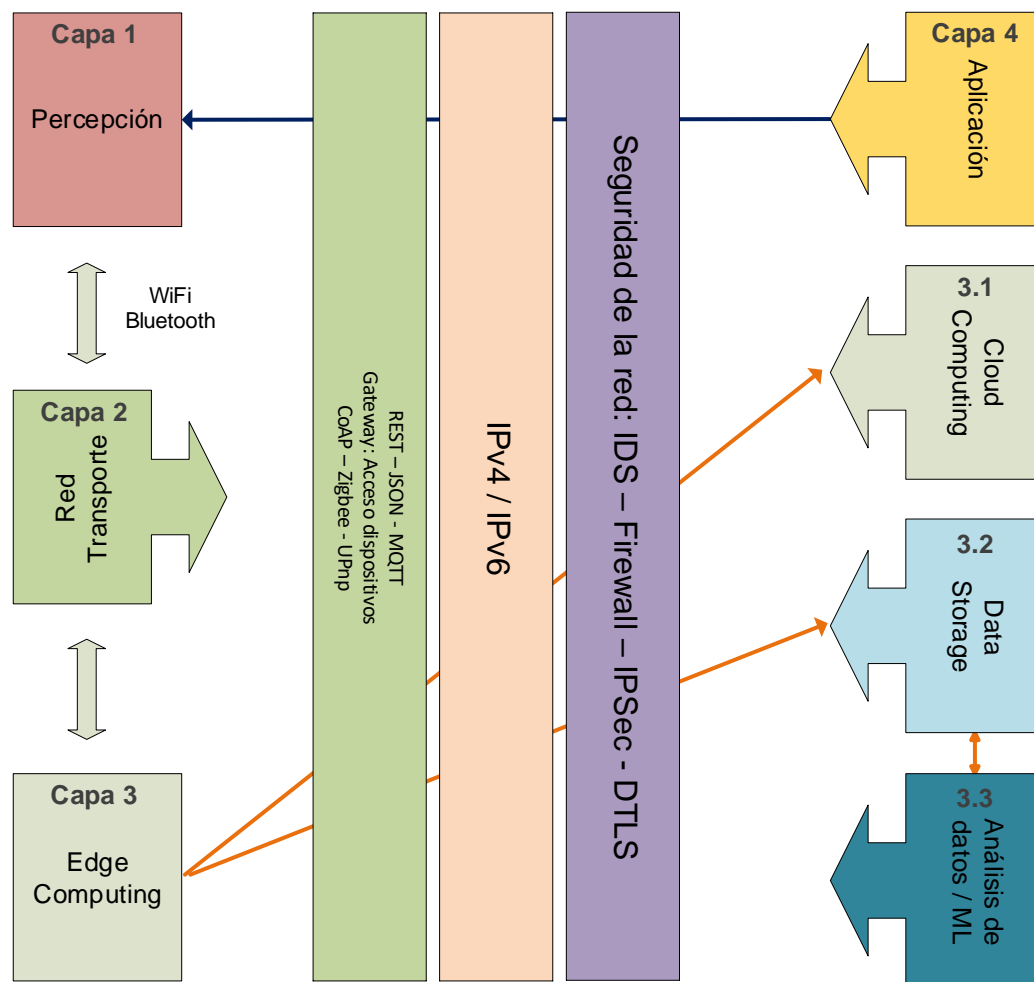 Capa 1
Percepción
WiFi
Bluetooth
Capa 2
Red
Transporte
Capa 3
Edge
Computing
REST – JSON - MQTT
Gateway: Acceso dispositivos
CoAP – Zigbee - UPnp
IPv4 / IPv6
Seguridad de la red: IDS – Firewall – IPSec - DTLS
Capa 4
Aplicación
3.1
Cloud
Computing
3.2
Data
Storage
3.3
Análisis de
datos / ML